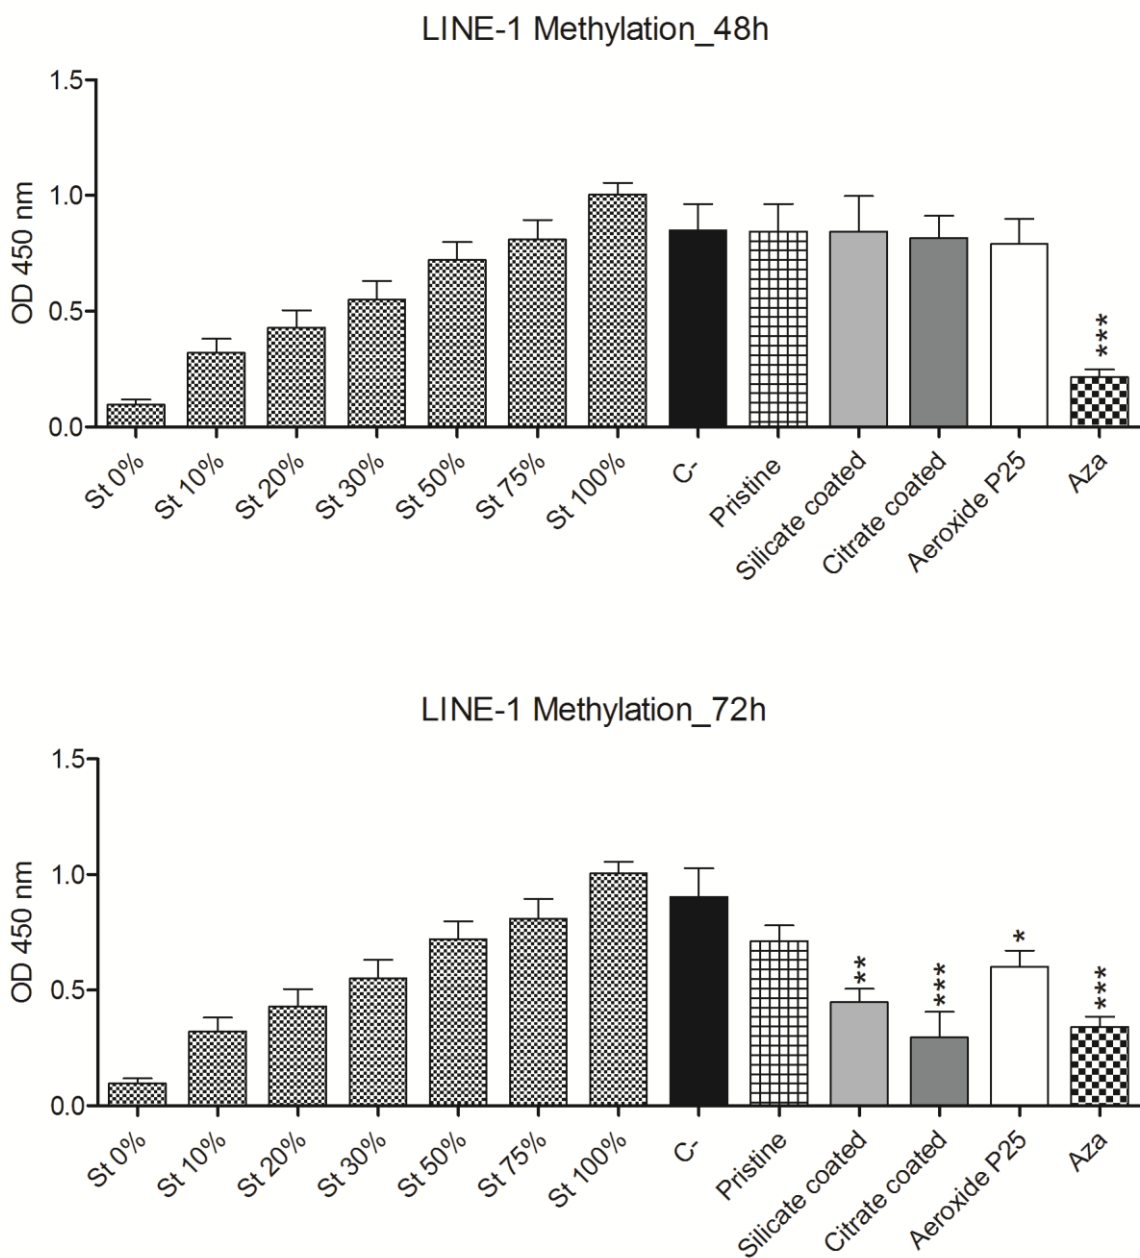 LINE-1 Methylation_48h
1.5
1.0
0.5
0.0
OD 450 nm
***
St 0%
St 10%
St 20%
St 30%
St 50%
St 75%
St 100%
C-
Pristine
Silicate coated
Citrate coated
Aeroxide P25
Aza
LINE-1 Methylation_72h
1.5
1.0
0.5
0.0
OD 450 nm
**
***
*
***
St 0%
St 10%
St 20%
St 30%
St 50%
St 75%
St 100%
C-
Pristine
Silicate coated
Citrate coated
Aeroxide P25
Aza